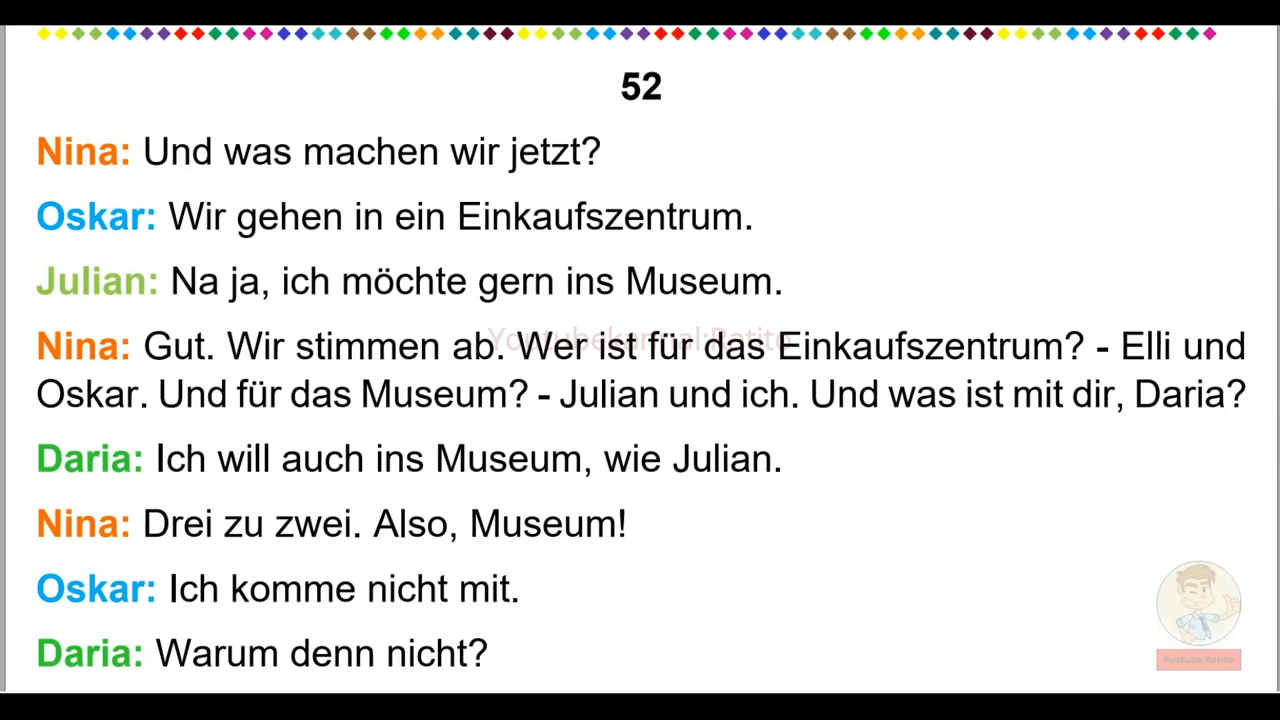 52
Nina: Und was machen wir jetzt?
Oskar: Wir gehen in ein Einkaufszentrum.
Julian: Na ja, ich möchte gern ins Museum.
Nina: Gut. Wir stimmen ab. Wer ist für das Einkaufszentrum? - Elli und
Oskar. Und für das Museum? - Julian und ich. Und was ist mit dir, Daria?
Daria: Ich will auch ins Museum, wie Julian.
Nina: Drei zu zwei. Also, Museum!
Oskar: Ich komme nicht mit.
Youtube:Retito
Daria: Warum denn nicht?